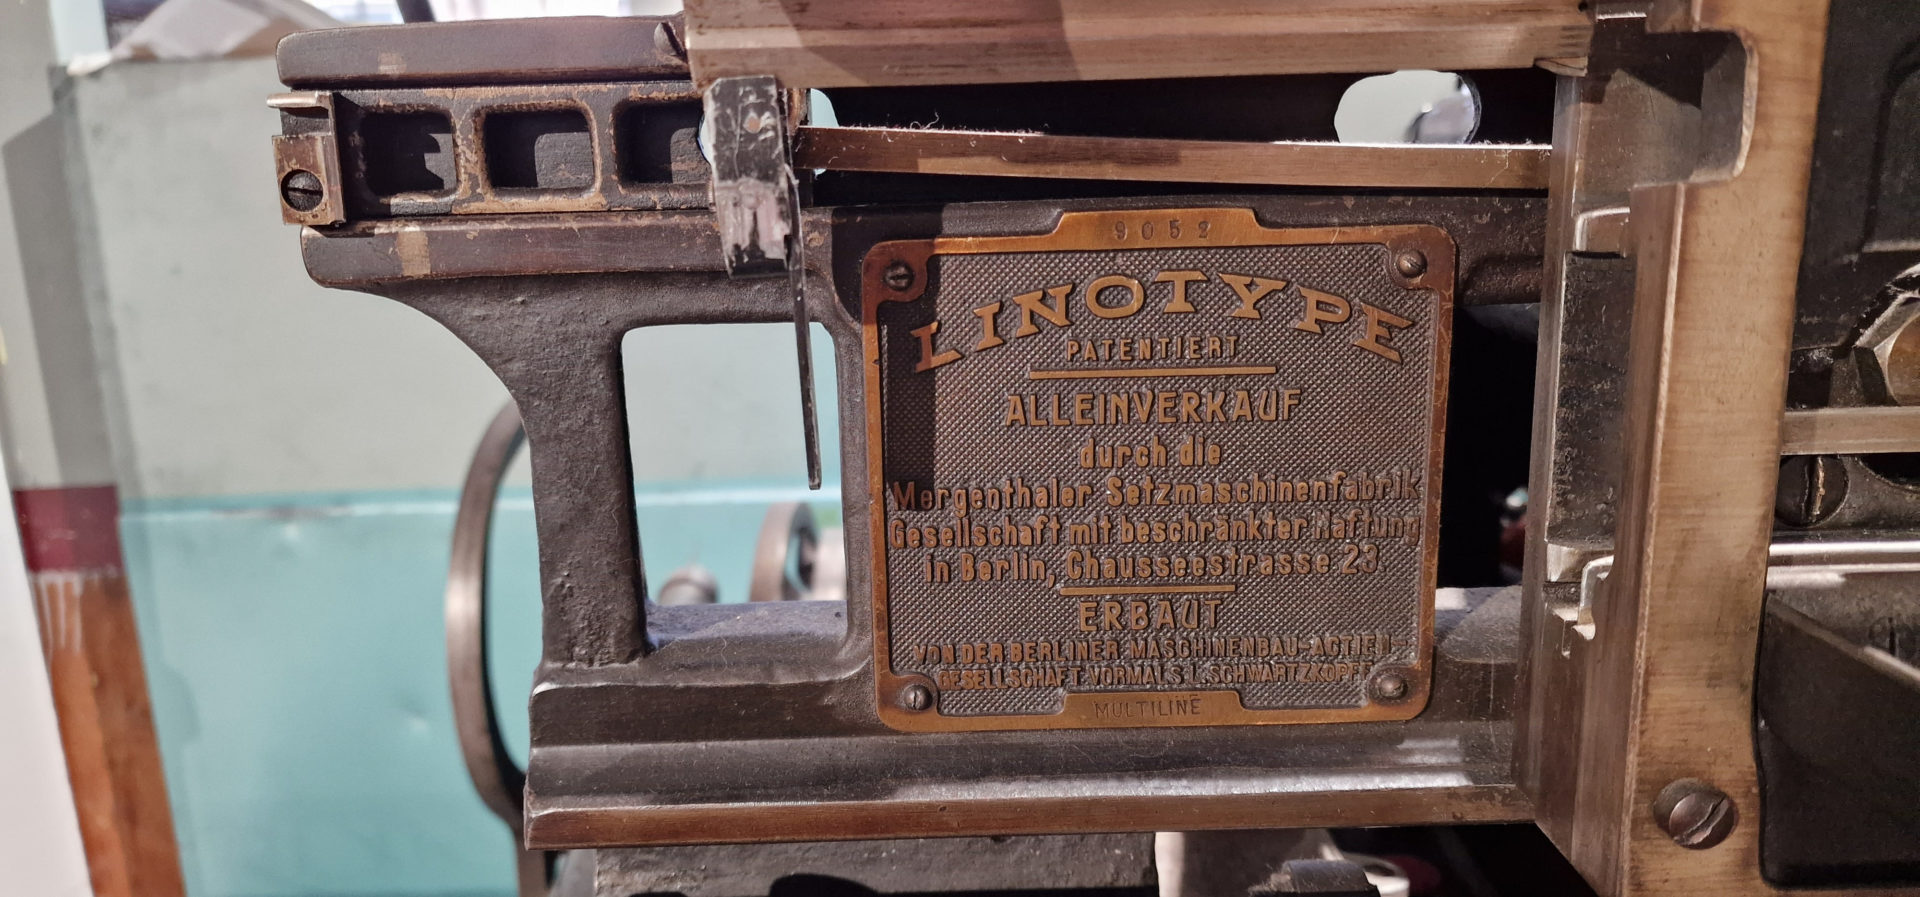 9052
LINOTYPE
PATENTIERT
ALLEINVERKAUF
durch die
Mergenthaler Setzmaschinenfabrik
Gesellschaft mit beschränkter Haftung
in Berlin, Chausseestrasse 23
ERBAUT
VON DER BERLINER MASCHINENBAU-ACTIEN-
GESELLSCHAFT VORMALS L. SCHWARTZKOPFF
MULTILINE